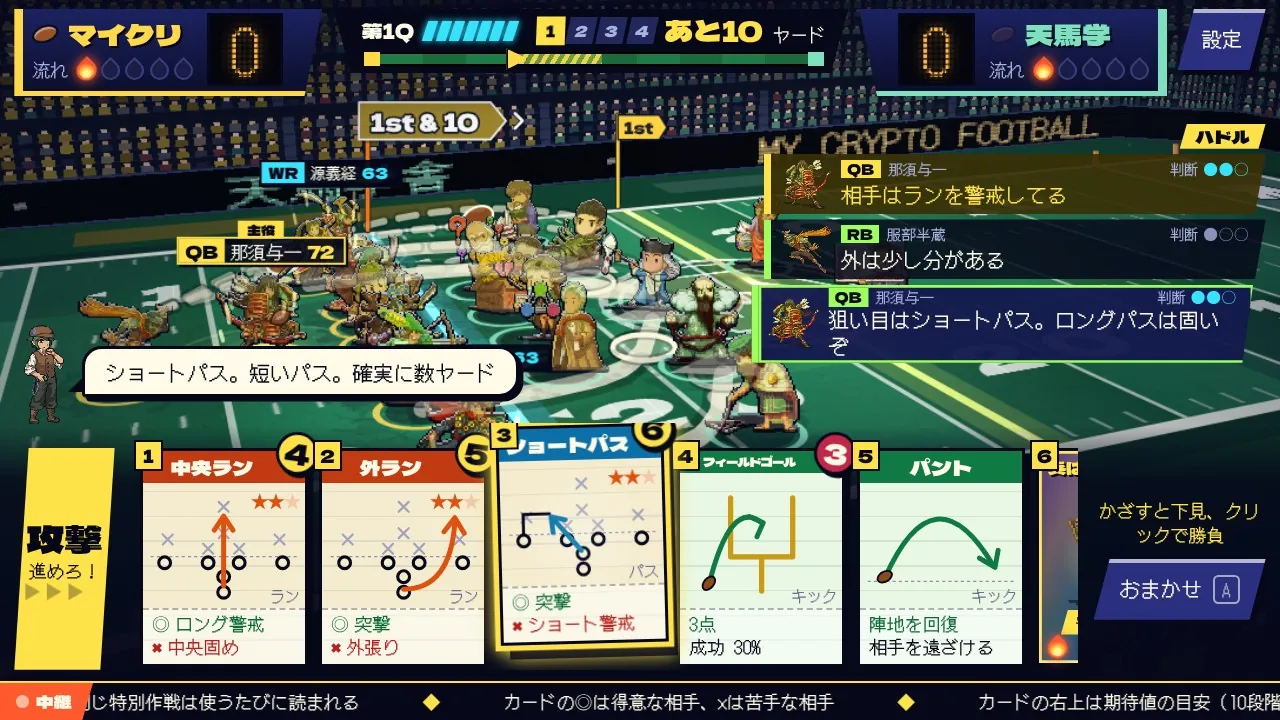 マイクリ
0
流れ
第1Q
1 2 3 4
あと10 ヤード
0
天馬学
流れ
設定
1st & 10
1st
MY CRYPTO FOOTBALL
ハドル
WR 源義経 63
主役
QB 那須与一 72
QB 那須与一
判断
相手はランを警戒してる
RB 服部半蔵
判断
外は少し分がある
QB 那須与一
判断
狙い目はショートパス。ロングパスは固い
ぞ
63
ショートパス。短いパス。確実に数ヤード
攻撃
進めろ！
1
中央ラン
4
★★★
ラン
◎ ロング警戒
✖ 中央固め
2
外ラン
5
★★★
ラン
◎ 突撃
✖ 外張り
3
ショートパス
6
★★★
パス
◎ 突撃
✖ ショート警戒
4
フィールドゴール
3
キック
3点
成功 30%
5
パント
キック
陣地を回復
相手を遠ざける
6
かざすと下見、クリ
ックで勝負
おまかせ A
中継
じ特別作戦は使うたびに読まれる
カードの◎は得意な相手、×は苦手な相手
カードの右上は期待値の目安（10段階